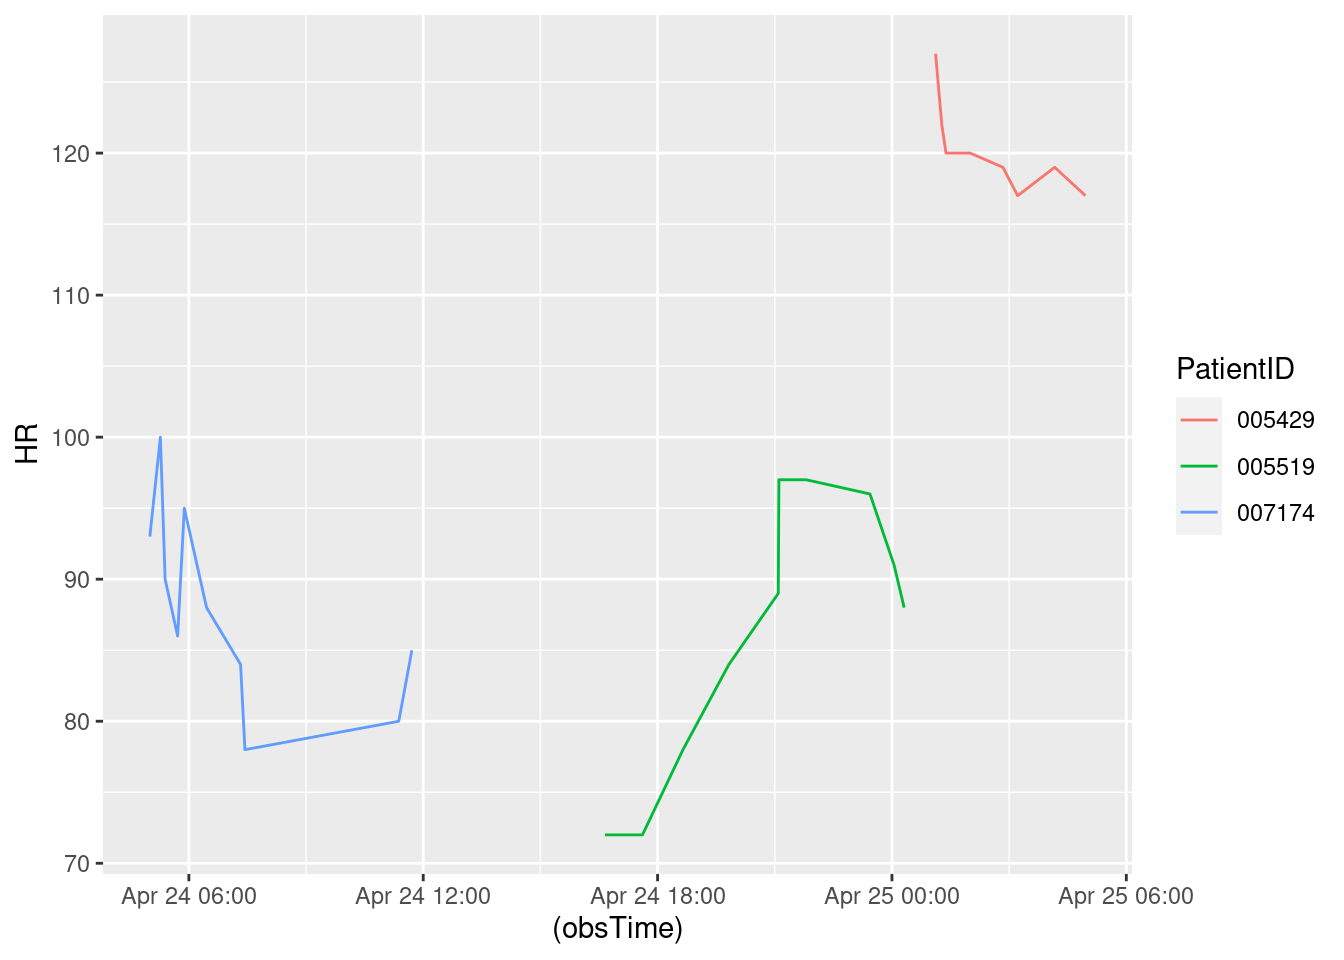 HR
120
110
100
90
80
70
Apr 24 06:00
Apr 24 12:00
Apr 24 18:00
Apr 25 00:00
Apr 25 06:00
(obsTime)
PatientID
005429
005519
007174